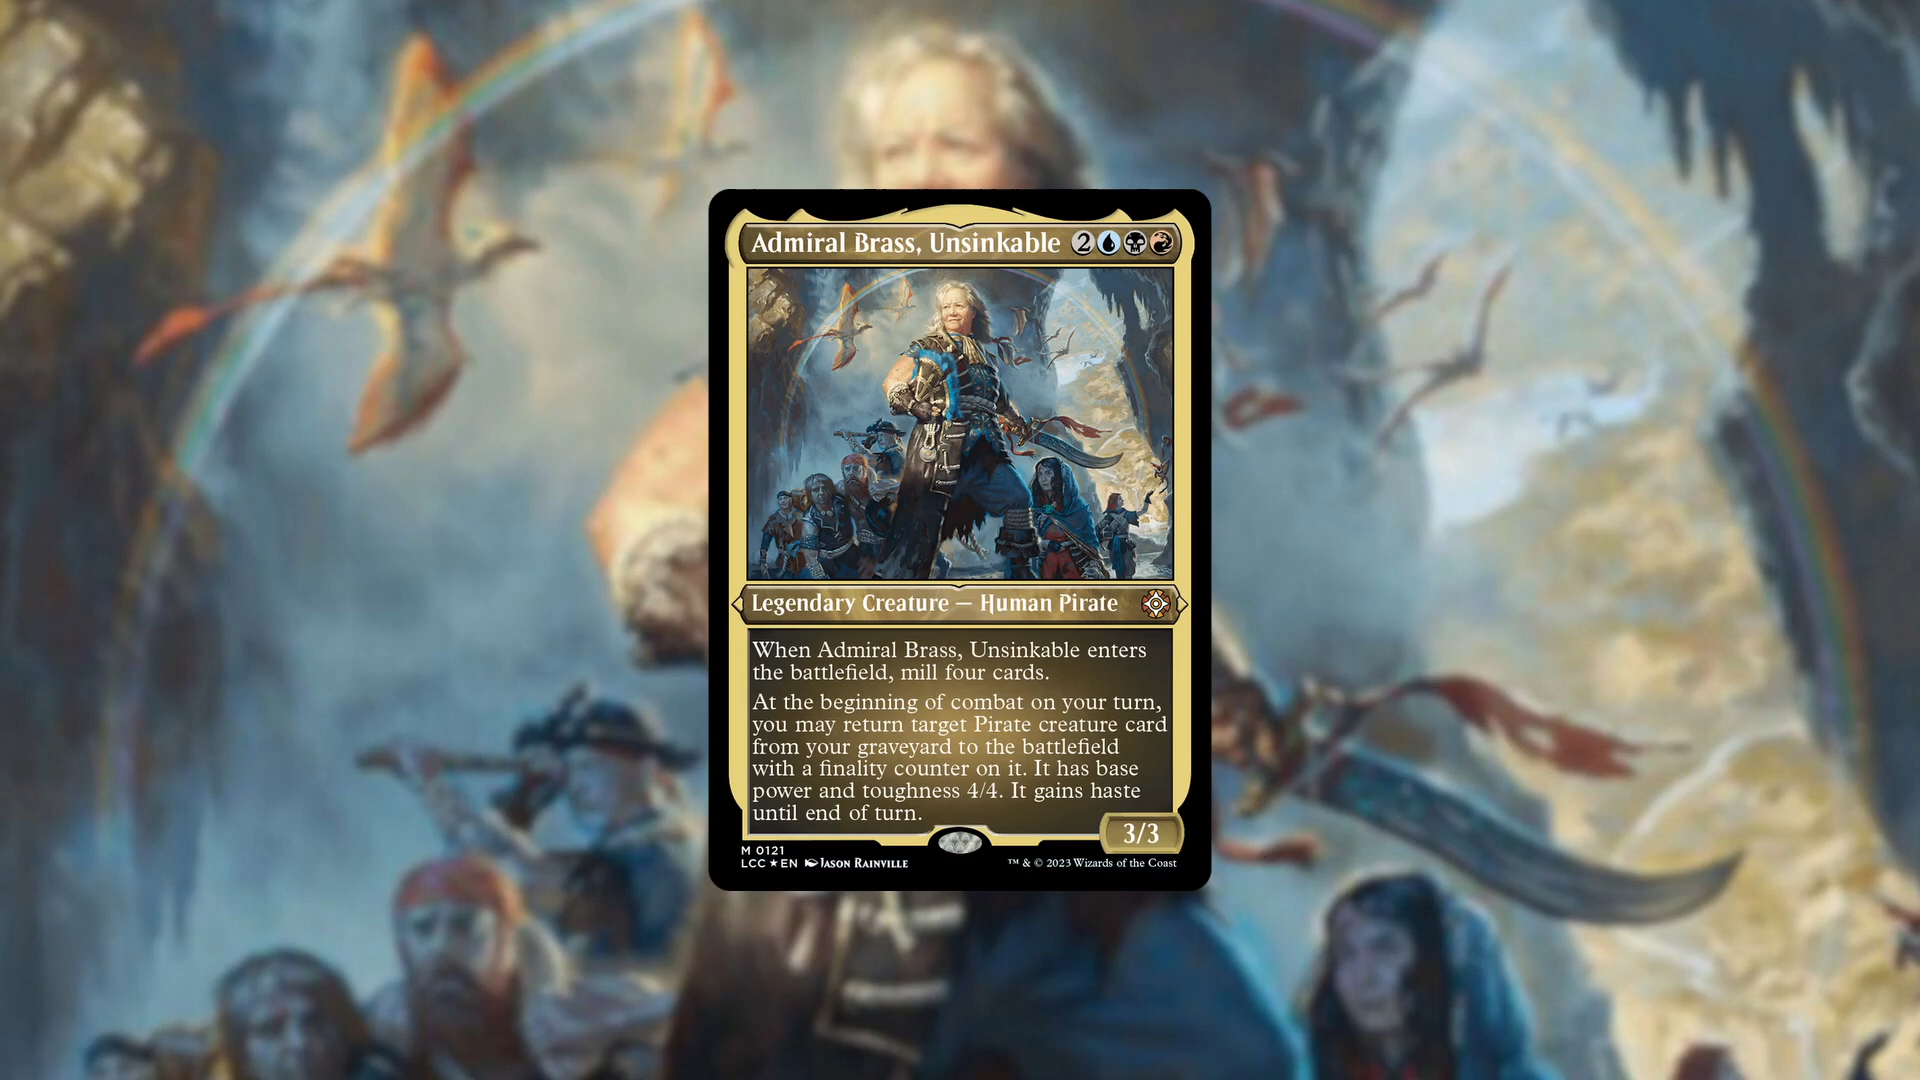 Admiral Brass, Unsinkable 2
Legendary Creature — Human Pirate
When Admiral Brass, Unsinkable enters
the battlefield, mill four cards.
At the beginning of combat on your turn,
you may return target Pirate creature card
from your graveyard to the battlefield
with a finality counter on it. It has base
power and toughness 4/4. It gains haste
until end of turn.
3/3
M 0121
LCC ★ EN Jason Rainville
™ & © 2023 Wizards of the Coast